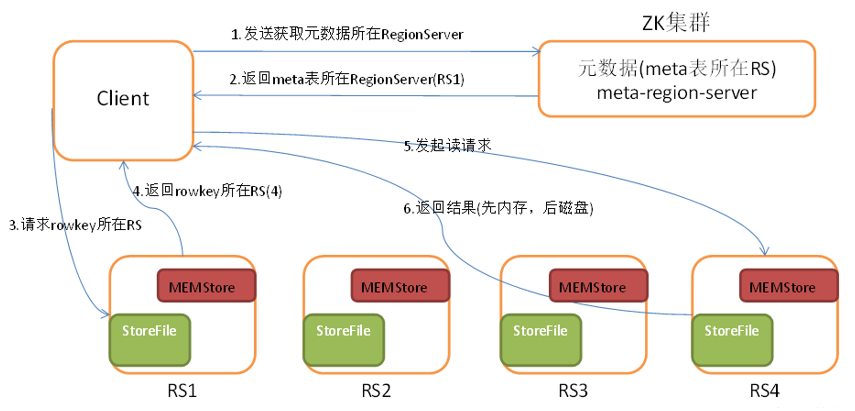 ZK集群
1.发送获取元数据所在RegionServer
元数据(meta表所在RS)
meta-region-server
2.返回meta表所在RegionServer(RS1)
Client
5.发起读请求
4.返回rowkey所在RS(4)
6.返回结果(先内存，后磁盘)
3.请求rowkey所在RS
MEMStore
MEMStore
MEMStore
MEMStore
StoreFile
StoreFile
StoreFile
StoreFile
RS1
RS2
RS3
RS4